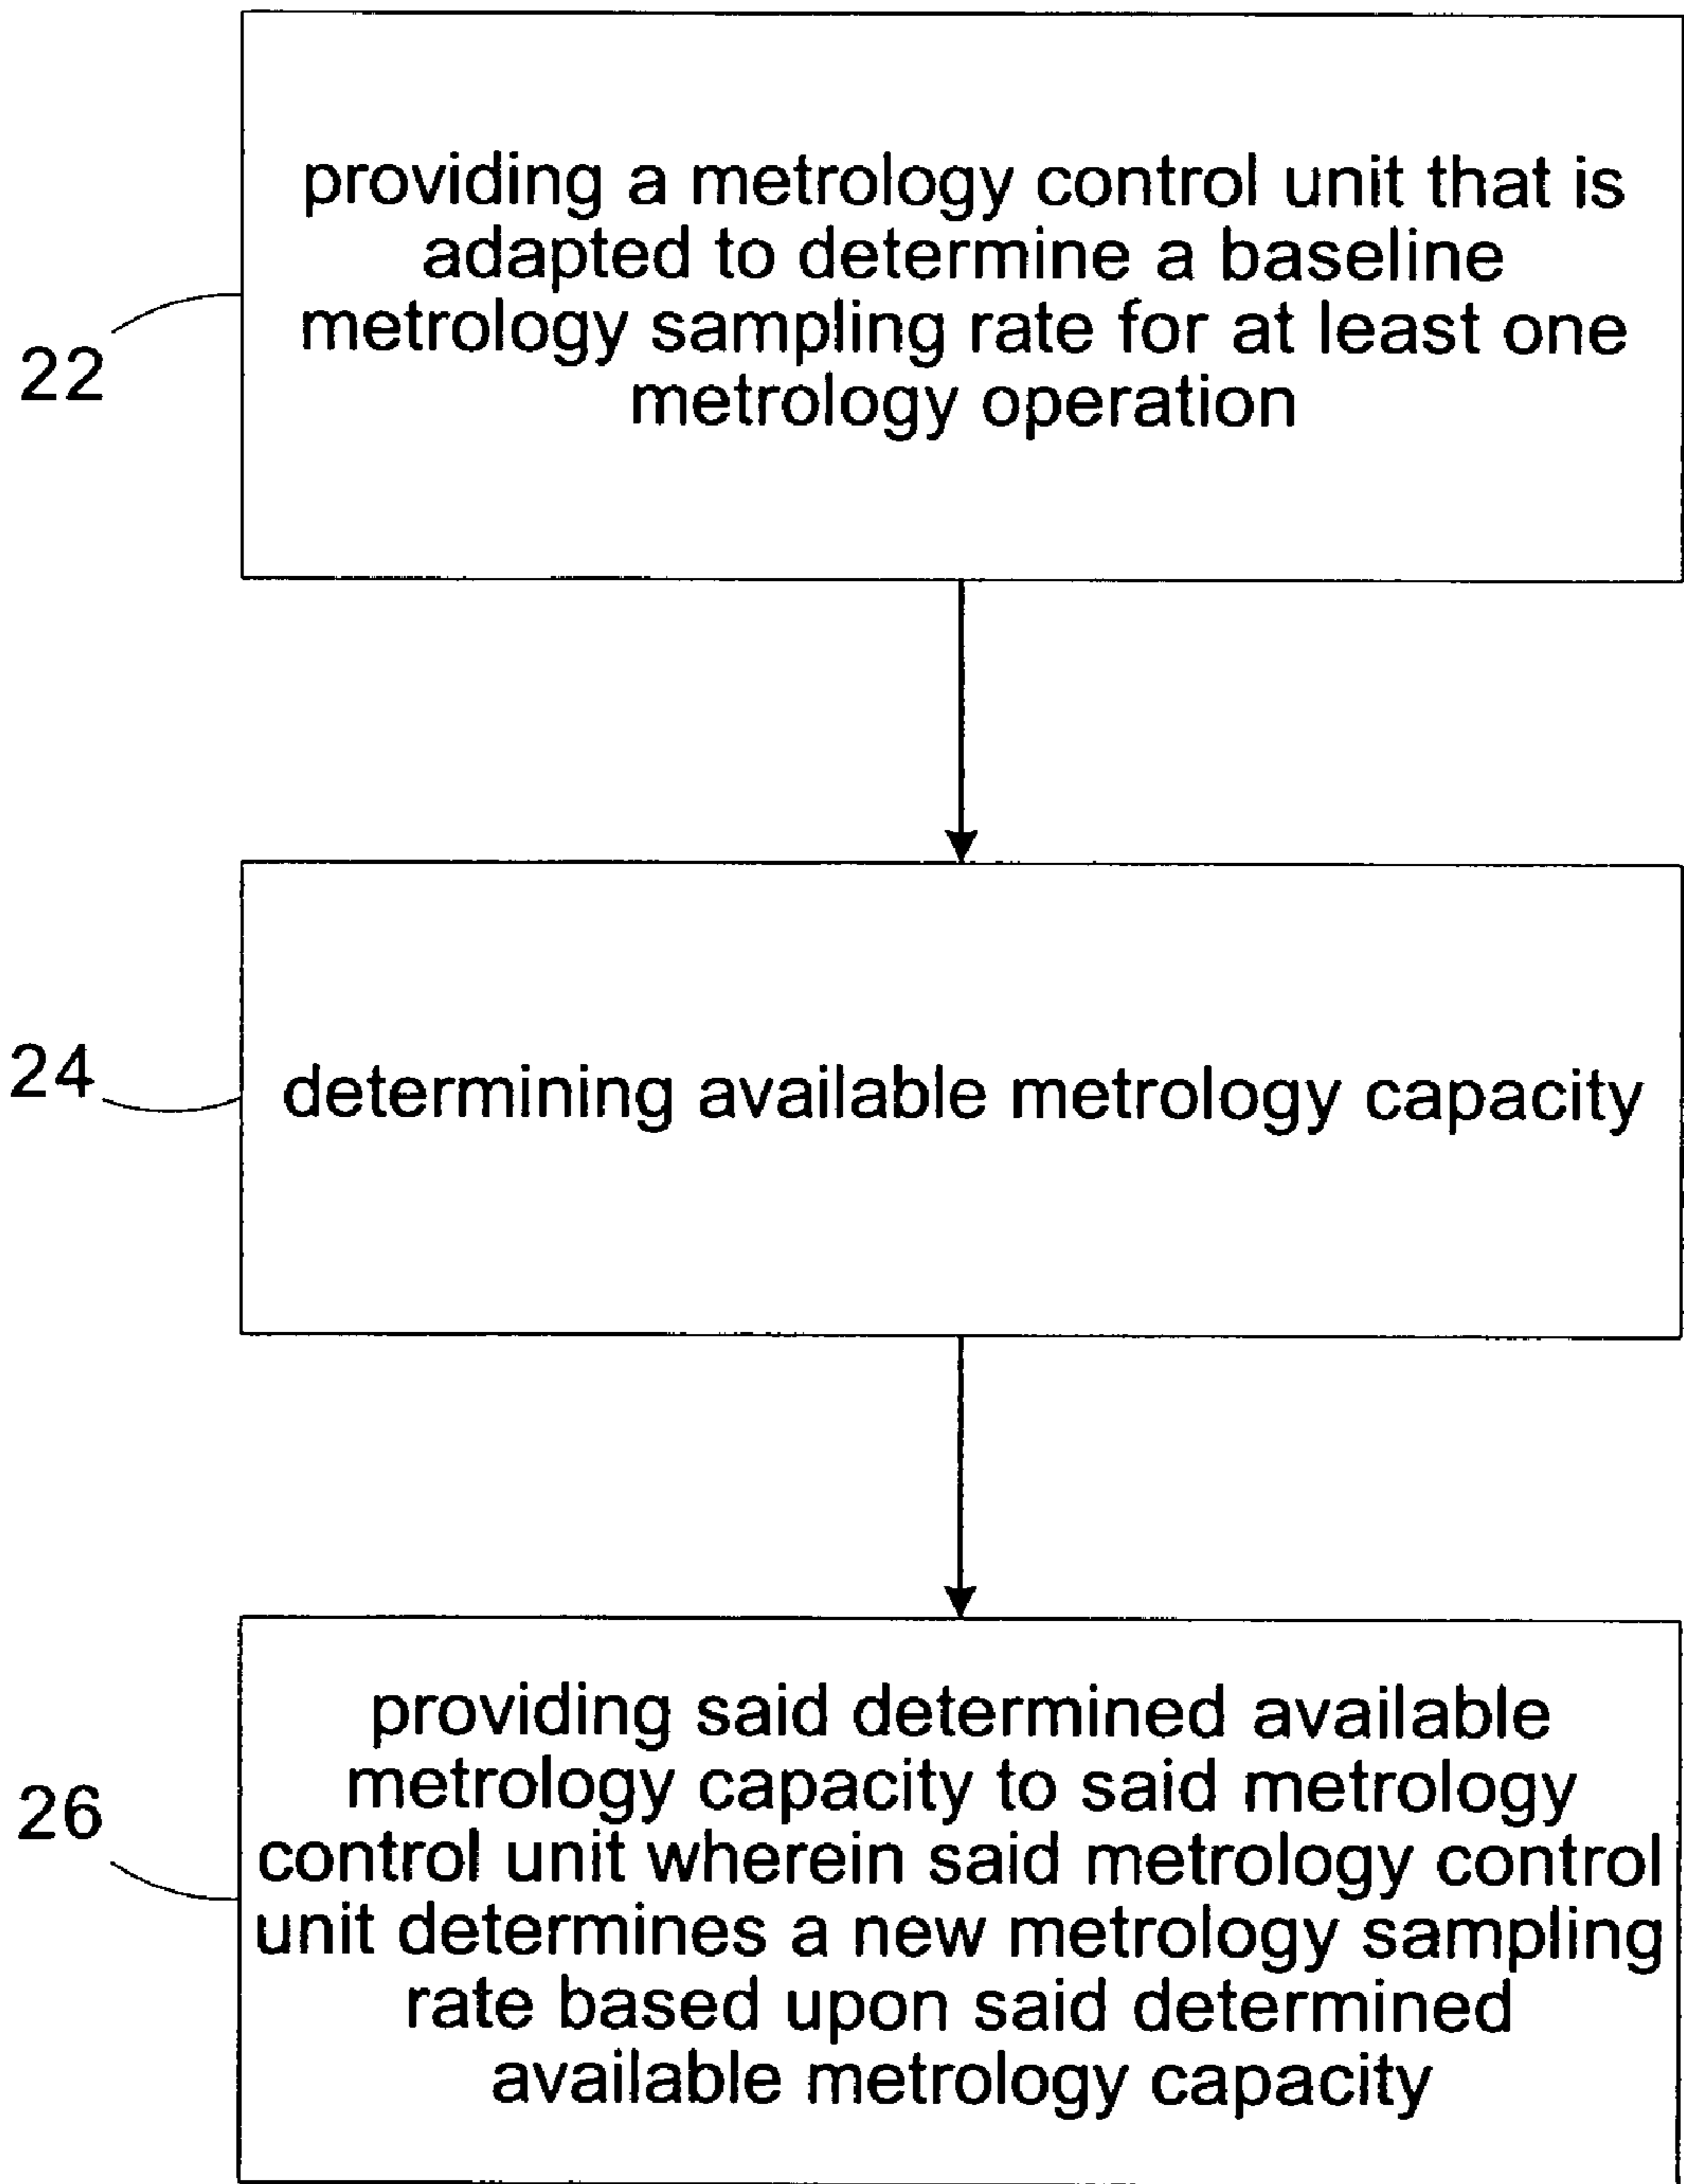 providing a metrology control unit that is
adapted to determine a baseline
metrology sampling rate for at least one
metrology operation
22
24
determining available metrology capacity
providing said determined available
metrology capacity to said metrology
control unit wherein said metrology control
unit determines a new metrology sampling
rate based upon said determined
available metrology capacity
26